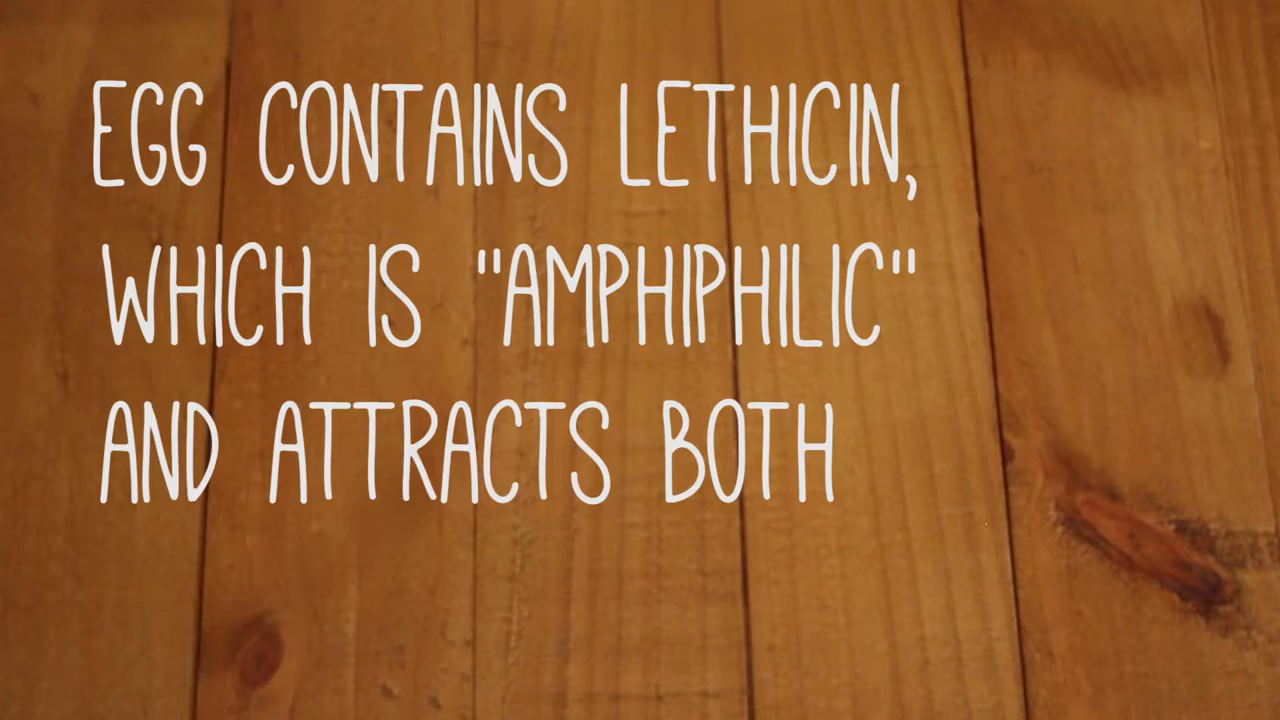 EGG CONTAINS LETHICIN,
WHICH IS "AMPHIPHILIC"
AND ATTRACTS BOTH